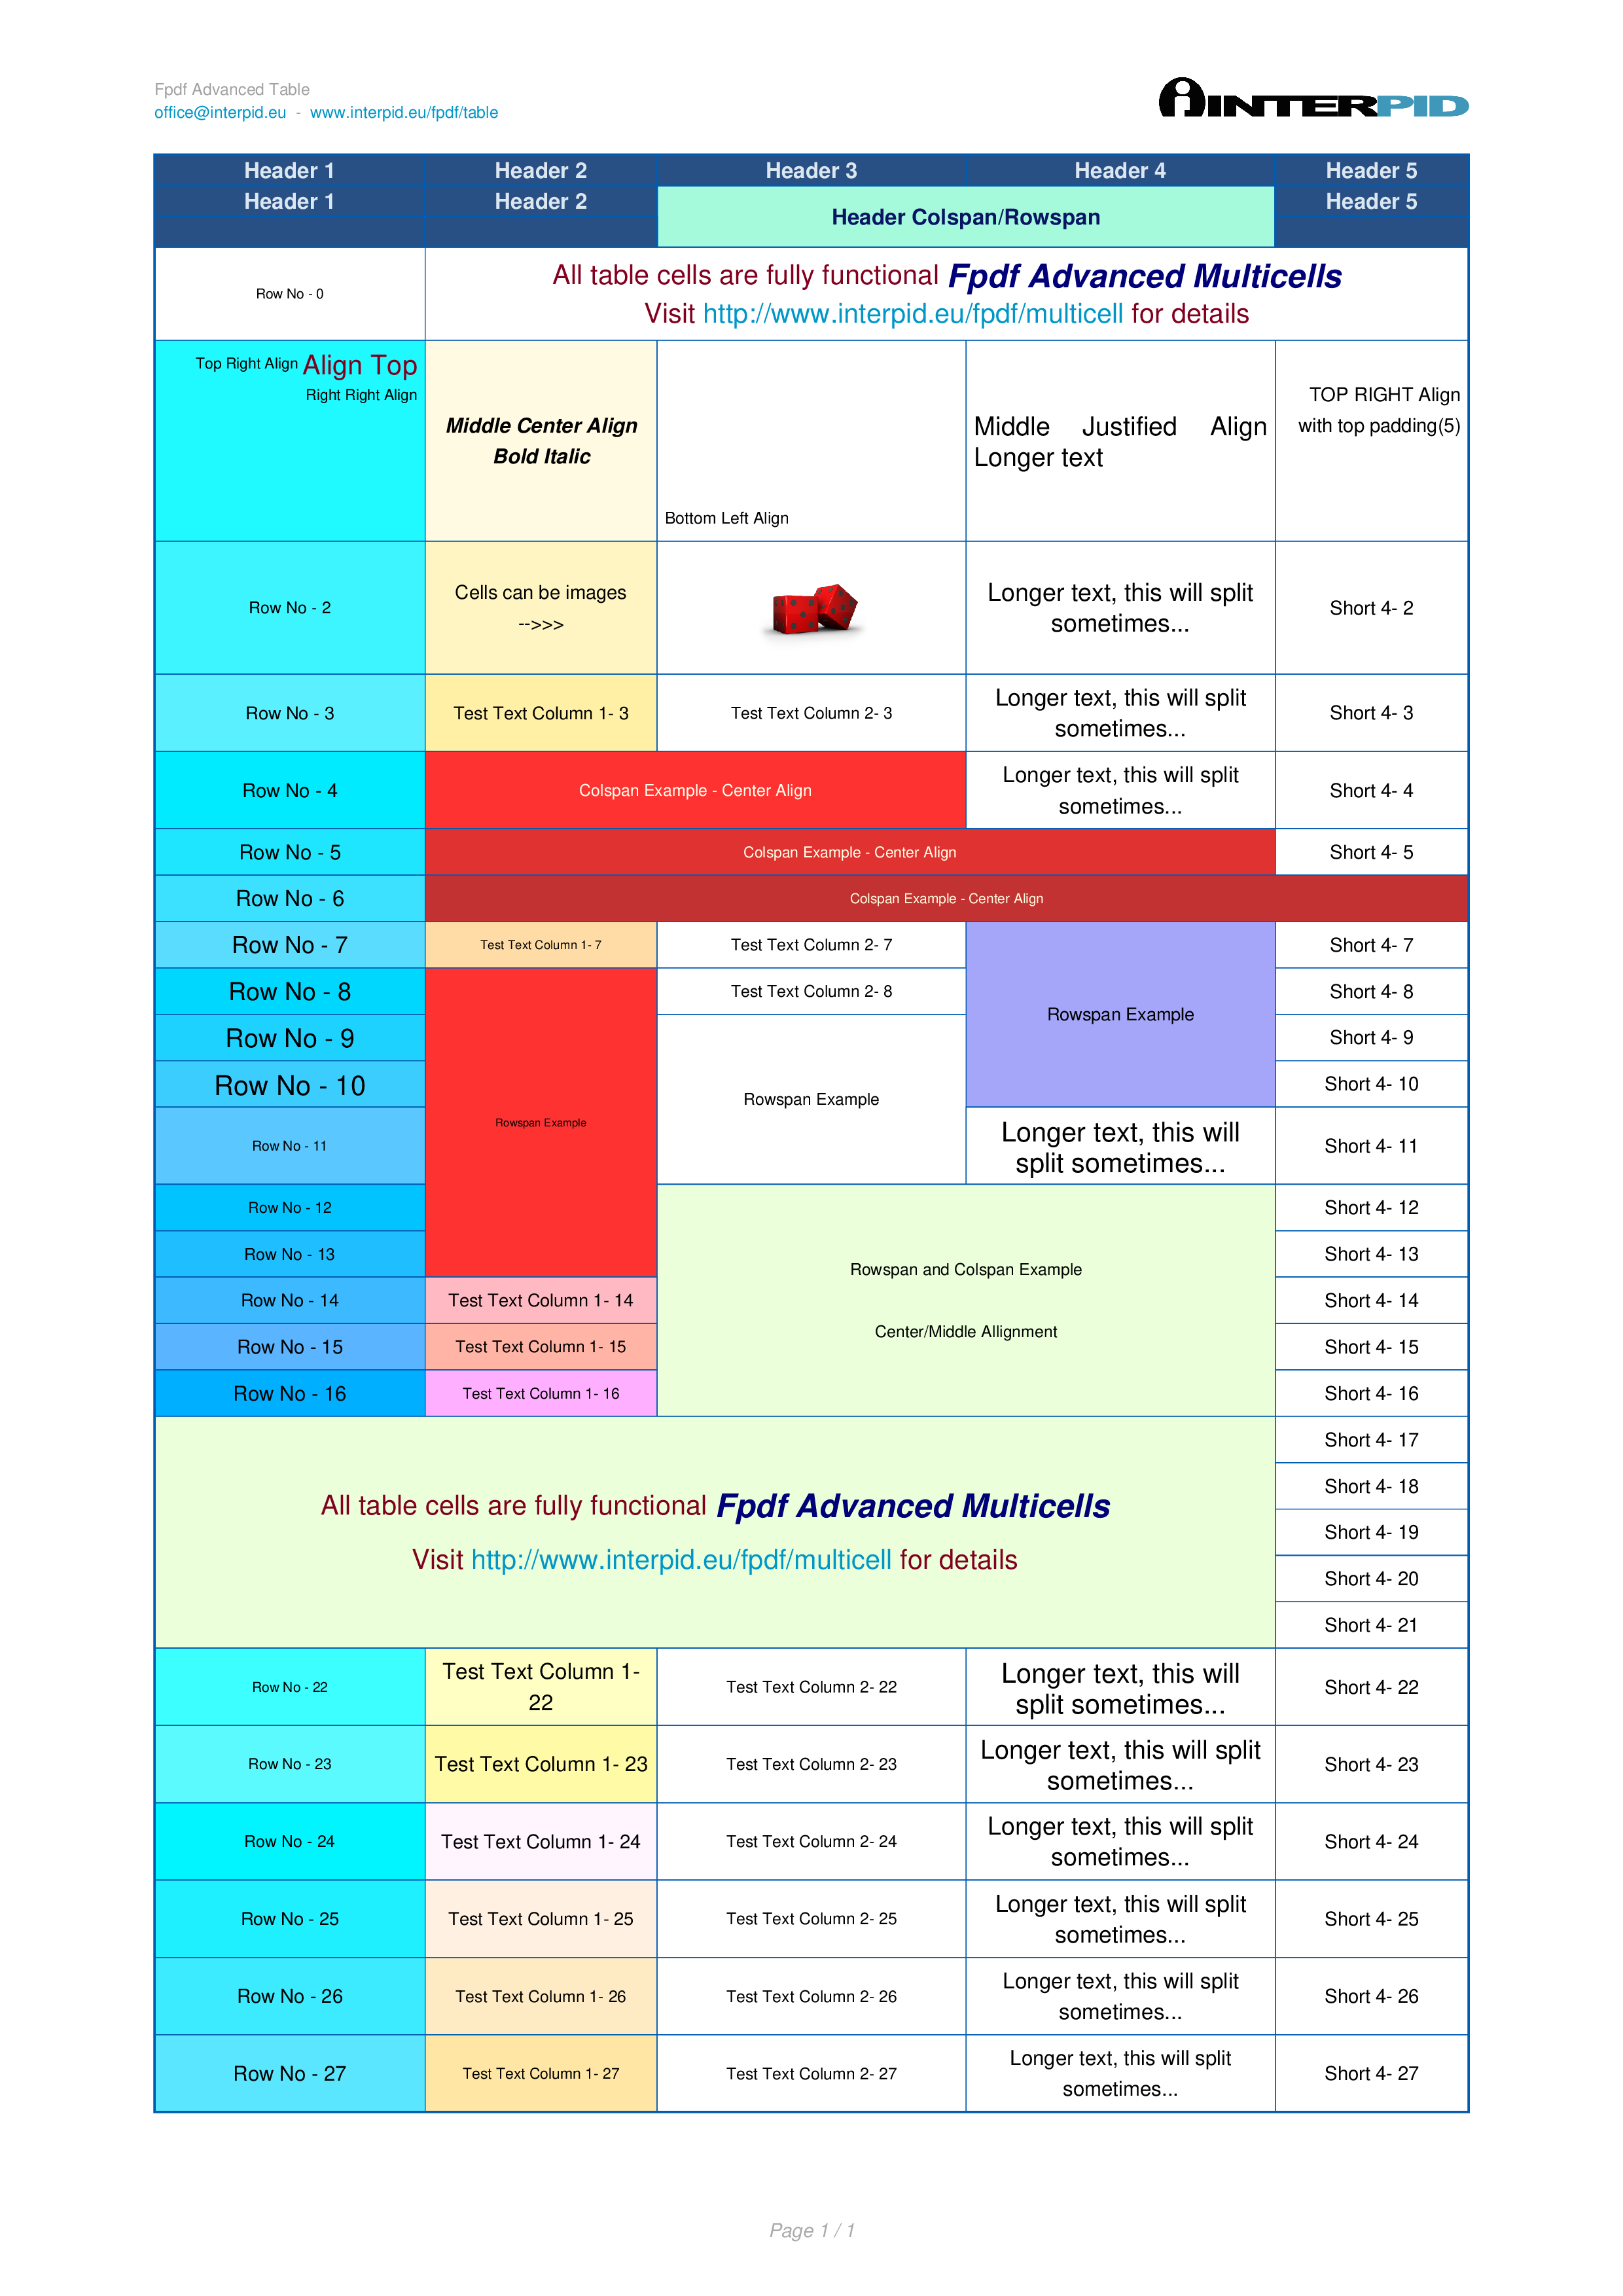 Fpdf Advanced Table
office@interpid.eu - www.interpid.eu/fpdf/table
INTERPID
Header 1 Header 2 Header 3 Header 4 Header 5
Header 1 Header 2 Header Colspan/Rowspan Header 5
Row No - 0
All table cells are fully functional Fpdf Advanced Multicells
Visit http://www.interpid.eu/fpdf/multicell for details
Top Right Align Align Top
Right Right Align
Middle Center Align
Bold Italic
Bottom Left Align
Middle Justified Align
Longer text
TOP RIGHT Align
with top padding(5)
Row No - 2
Cells can be images
-->>>
Longer text, this will split
sometimes...
Short 4- 2
Row No - 3
Test Text Column 1- 3
Test Text Column 2- 3
Longer text, this will split
sometimes...
Short 4- 3
Row No - 4
Colspan Example - Center Align
Longer text, this will split
sometimes...
Short 4- 4
Row No - 5
Colspan Example - Center Align
Short 4- 5
Row No - 6
Colspan Example - Center Align
Row No - 7
Test Text Column 1- 7
Test Text Column 2- 7
Rowspan Example
Short 4- 7
Row No - 8
Rowspan Example
Test Text Column 2- 8
Short 4- 8
Row No - 9
Rowspan Example
Short 4- 9
Row No - 10
Short 4- 10
Row No - 11
Longer text, this will
split sometimes...
Short 4- 11
Row No - 12
Rowspan and Colspan Example
Center/Middle Allignment
Short 4- 12
Row No - 13
Short 4- 13
Row No - 14
Test Text Column 1- 14
Short 4- 14
Row No - 15
Test Text Column 1- 15
Short 4- 15
Row No - 16
Test Text Column 1- 16
Short 4- 16
All table cells are fully functional Fpdf Advanced Multicells
Visit http://www.interpid.eu/fpdf/multicell for details
Short 4- 17
Short 4- 18
Short 4- 19
Short 4- 20
Short 4- 21
Row No - 22
Test Text Column 1-
22
Test Text Column 2- 22
Longer text, this will
split sometimes...
Short 4- 22
Row No - 23
Test Text Column 1- 23
Test Text Column 2- 23
Longer text, this will split
sometimes...
Short 4- 23
Row No - 24
Test Text Column 1- 24
Test Text Column 2- 24
Longer text, this will split
sometimes...
Short 4- 24
Row No - 25
Test Text Column 1- 25
Test Text Column 2- 25
Longer text, this will split
sometimes...
Short 4- 25
Row No - 26
Test Text Column 1- 26
Test Text Column 2- 26
Longer text, this will split
sometimes...
Short 4- 26
Row No - 27
Test Text Column 1- 27
Test Text Column 2- 27
Longer text, this will split
sometimes...
Short 4- 27
Page 1 / 1